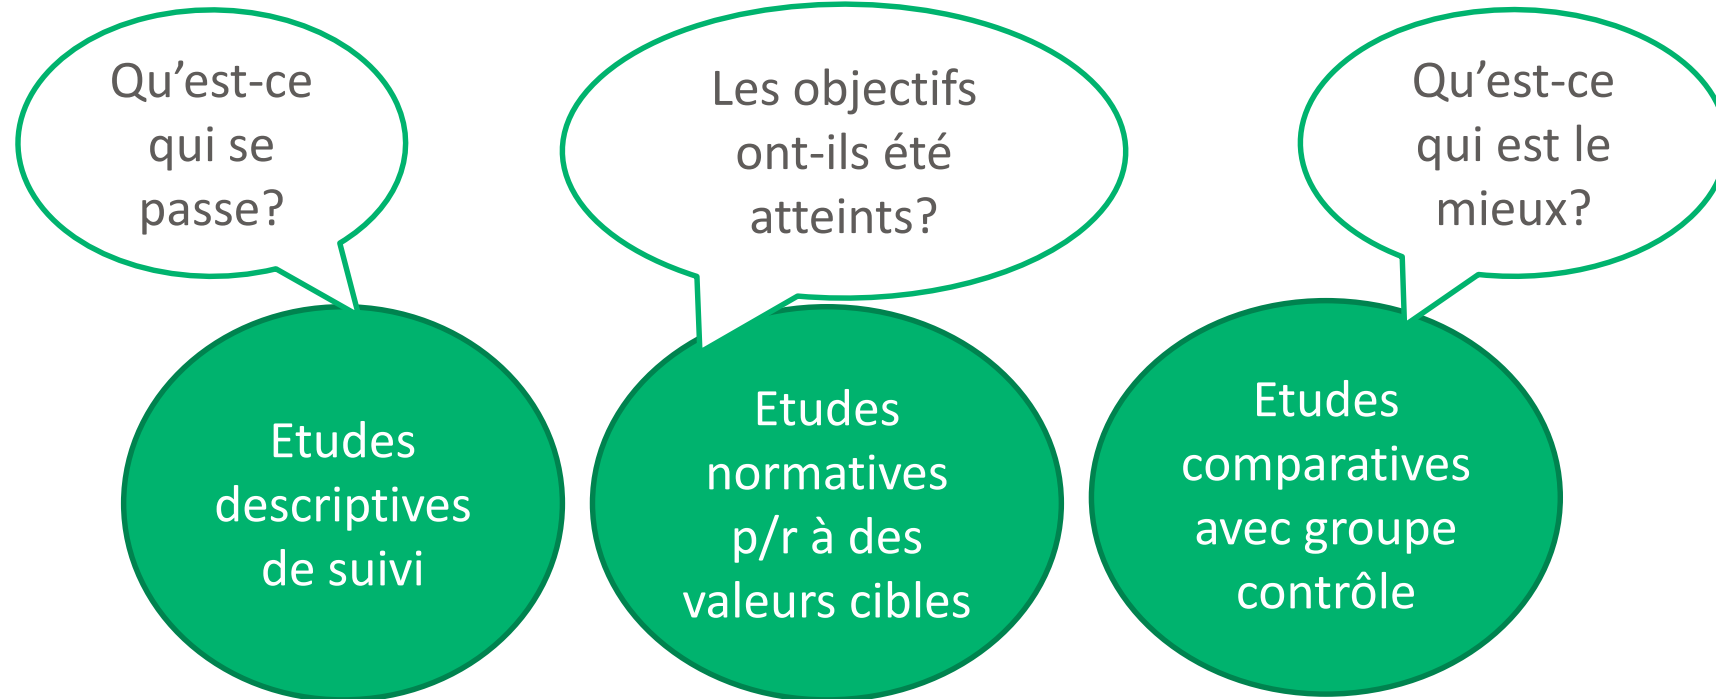 Qu’est-ce
qui se
passe?
Les objectifs
ont-ils été
atteints?
Qu’est-ce
qui est le
mieux?
Etudes
descriptives
de suivi
Etudes
normatives
p/r à des
valeurs cibles
Etudes
comparatives
avec groupe
contrôle